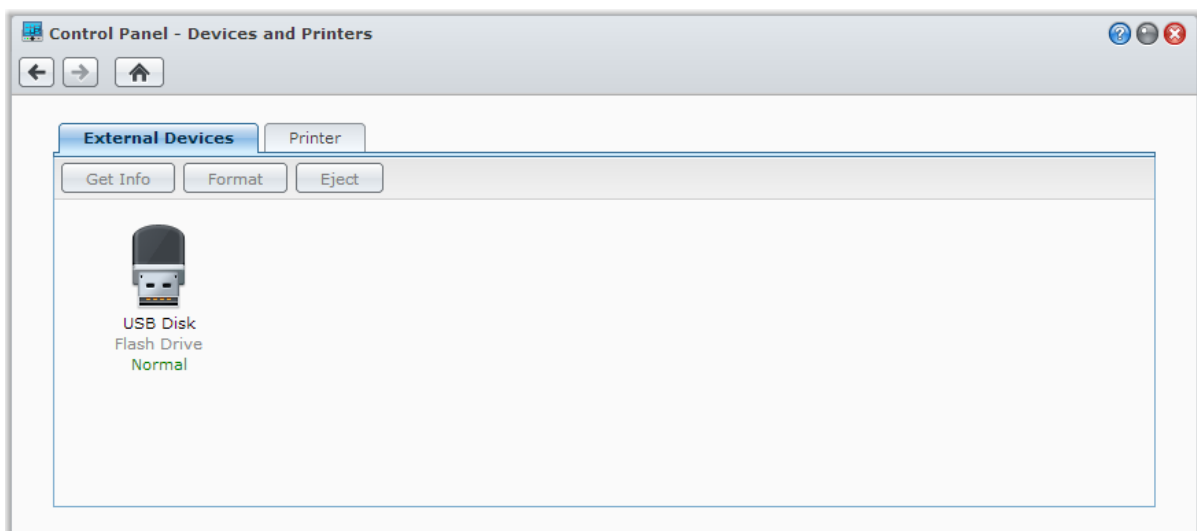 Control Panel - Devices and Printers
External Devices Printer
Get Info Format Eject
USB Disk
Flash Drive
Normal